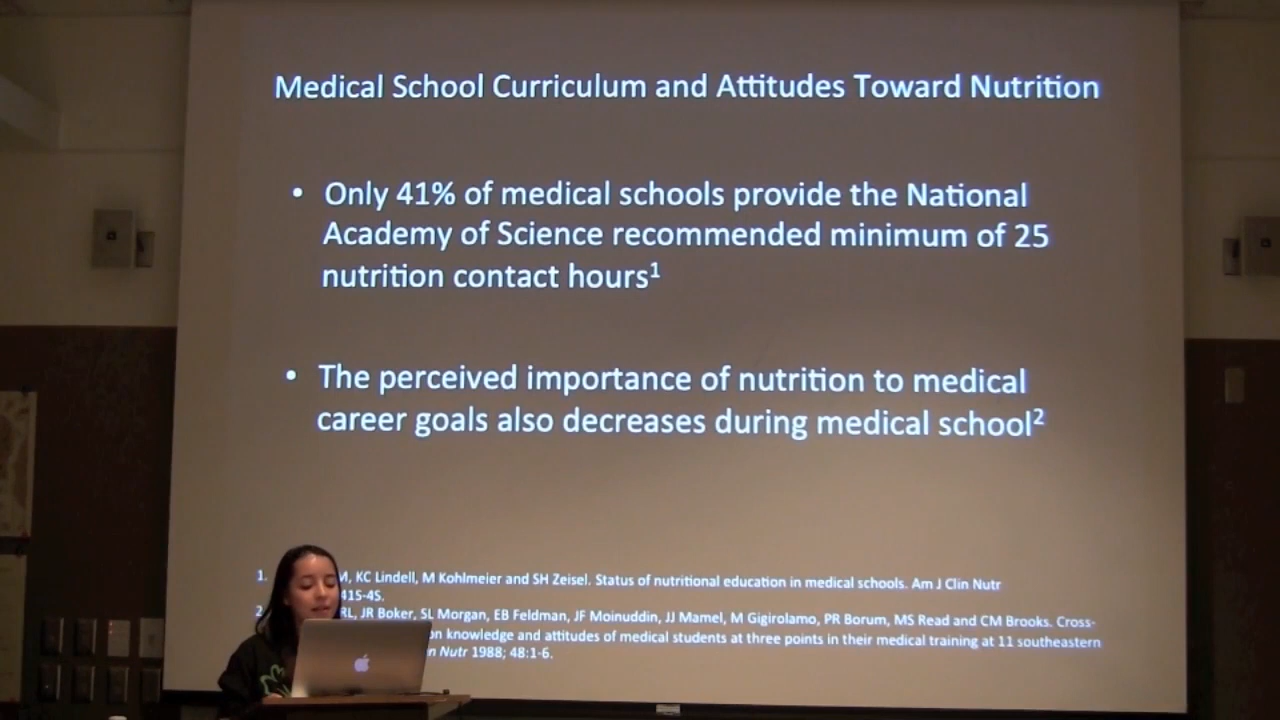 Medical School Curriculum and Attitudes Toward Nutrition
• Only 41% of medical schools provide the National
Academy of Science recommended minimum of 25
nutrition contact hours1
• The perceived importance of nutrition to medical
career goals also decreases during medical school2
1. M, KC Lindell, M Kohlmeier and SH Zeisel. Status of nutritional education in medical schools. Am J Clin Nutr
415-4S.
2 RL, JR Boker, SL Morgan, EB Feldman, JF Moinuddin, JJ Mamel, M Gigirolamo, PR Borum, MS Read and CM Brooks. Cross-
on knowledge and attitudes of medical students at three points in their medical training at 11 southeastern
n Nutr 1988; 48:1-6.